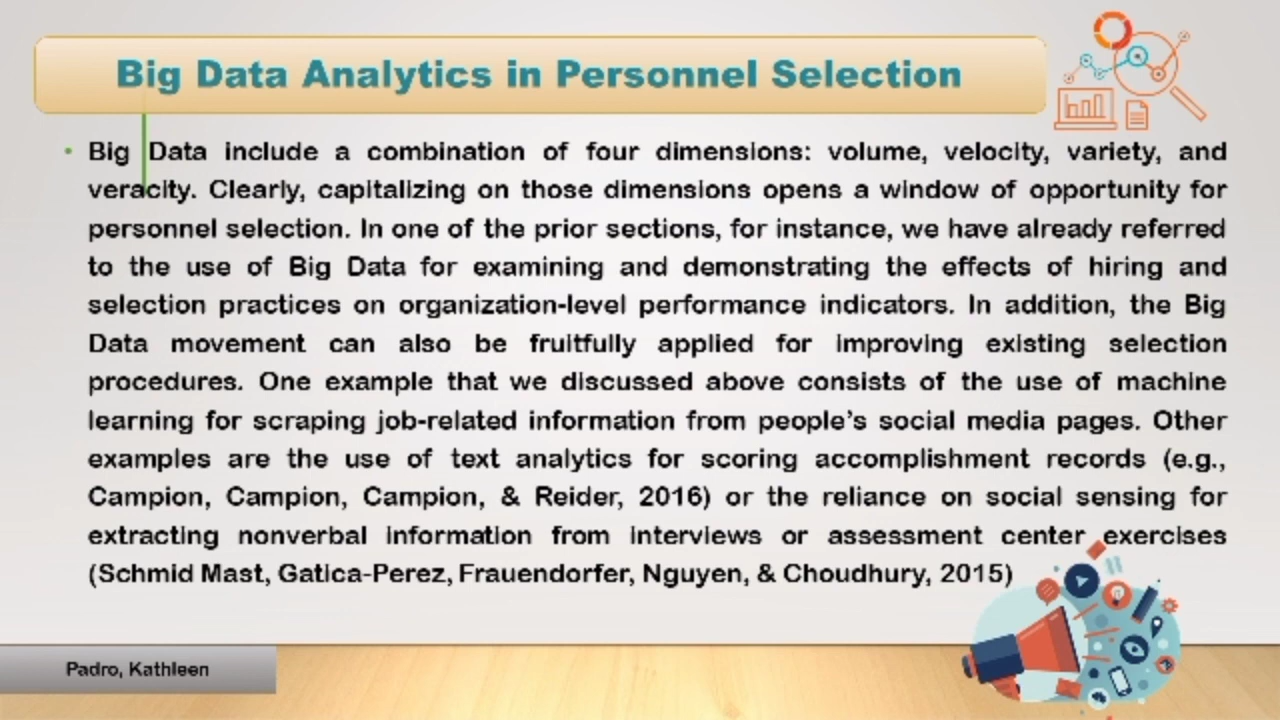 Big Data Analytics in Personnel Selection
• Big Data include a combination of four dimensions: volume, velocity, variety, and
veracity. Clearly, capitalizing on those dimensions opens a window of opportunity for
personnel selection. In one of the prior sections, for instance, we have already referred
to the use of Big Data for examining and demonstrating the effects of hiring and
selection practices on organization-level performance indicators. In addition, the Big
Data movement can also be fruitfully applied for improving existing selection
procedures. One example that we discussed above consists of the use of machine
learning for scraping job-related information from people’s social media pages. Other
examples are the use of text analytics for scoring accomplishment records (e.g.,
Campion, Campion, Campion, & Reider, 2016) or the reliance on social sensing for
extracting nonverbal information from interviews or assessment center exercises
(Schmid Mast, Gatica-Perez, Frauendorfer, Nguyen, & Choudhury, 2015)
Padro, Kathleen